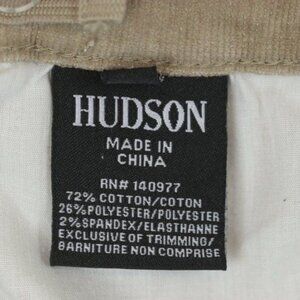 HUDSON
MADE IN
CHINA
RN# 140977
72% COTTON/COTON
26% POLYESTER/POLYESTER
2% SPANDEX/ELASTHANNE
EXCLUSIVE OF TRIMMING/
GARNITURE NON COMPRISE